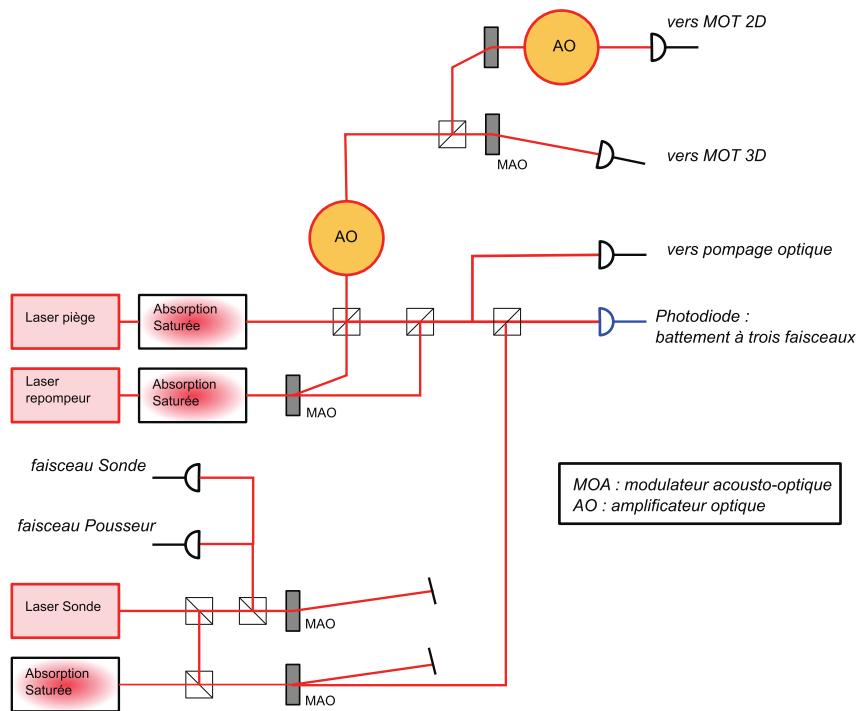 vers MOT 2D
AO
vers MOT 3D
MAO
AO
vers pompage optique
Laser piège
Absorption
Saturée
Photodiode :
battement à trois faisceaux
Laser
repompeur
Absorption
Saturée
MAO
faisceau Sonde
MOA : modulateur acousto-optique
AO : amplificateur optique
faisceau Pousseur
Laser Sonde
MAO
Absorption
Saturée
MAO